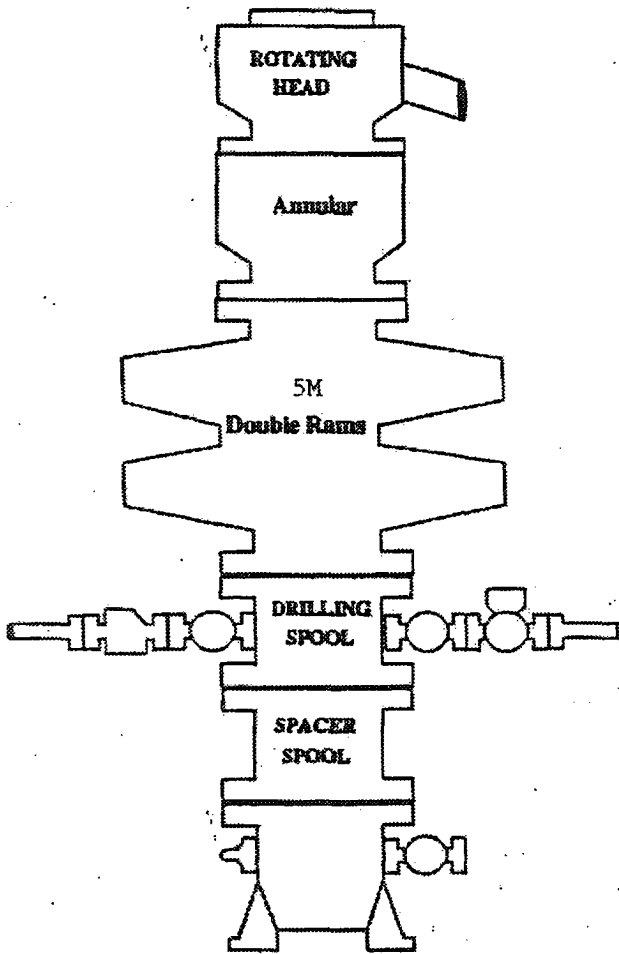 ROTATING
HEAD
Annular
5M
Double Rams
DRILLING
SPOOL
SPACER
SPOOL